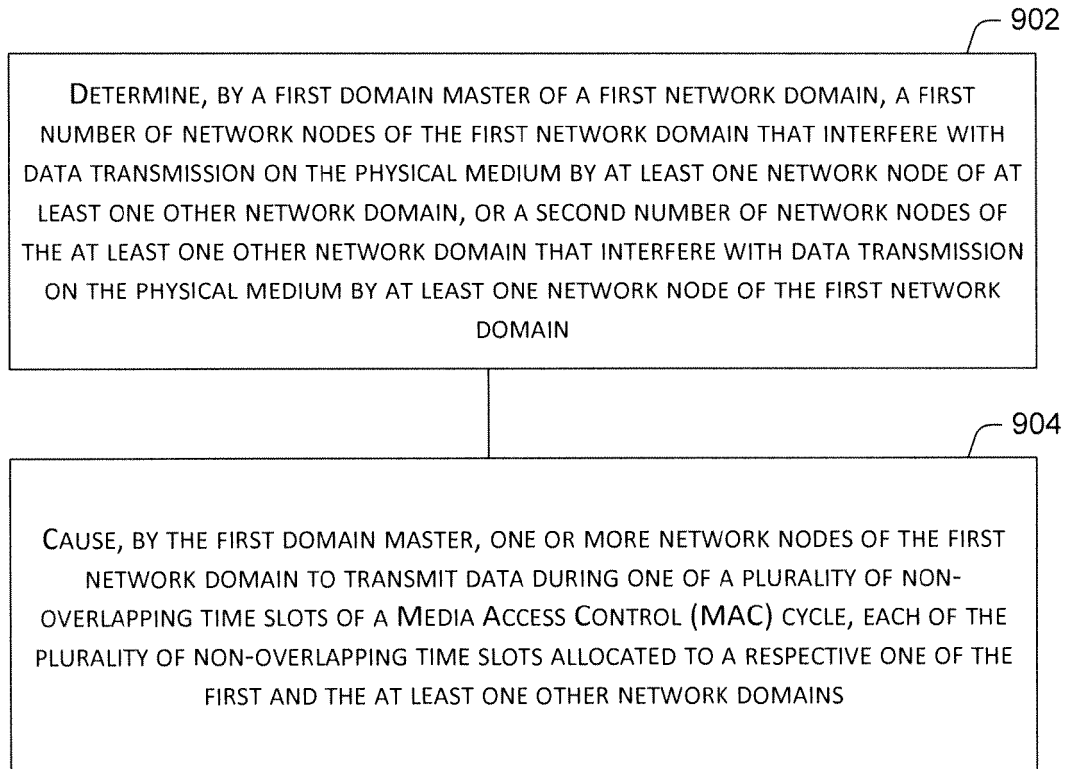 902
DETERMINE, BY A FIRST DOMAIN MASTER OF A FIRST NETWORK DOMAIN, A FIRST
NUMBER OF NETWORK NODES OF THE FIRST NETWORK DOMAIN THAT INTERFERE WITH
DATA TRANSMISSION ON THE PHYSICAL MEDIUM BY AT LEAST ONE NETWORK NODE OF AT
LEAST ONE OTHER NETWORK DOMAIN, OR A SECOND NUMBER OF NETWORK NODES OF
THE AT LEAST ONE OTHER NETWORK DOMAIN THAT INTERFERE WITH DATA TRANSMISSION
ON THE PHYSICAL MEDIUM BY AT LEAST ONE NETWORK NODE OF THE FIRST NETWORK
DOMAIN
904
CAUSE, BY THE FIRST DOMAIN MASTER, ONE OR MORE NETWORK NODES OF THE FIRST
NETWORK DOMAIN TO TRANSMIT DATA DURING ONE OF A PLURALITY OF NON-
OVERLAPPING TIME SLOTS OF A MEDIA ACCESS CONTROL (MAC) CYCLE, EACH OF THE
PLURALITY OF NON-OVERLAPPING TIME SLOTS ALLOCATED TO A RESPECTIVE ONE OF THE
FIRST AND THE AT LEAST ONE OTHER NETWORK DOMAINS